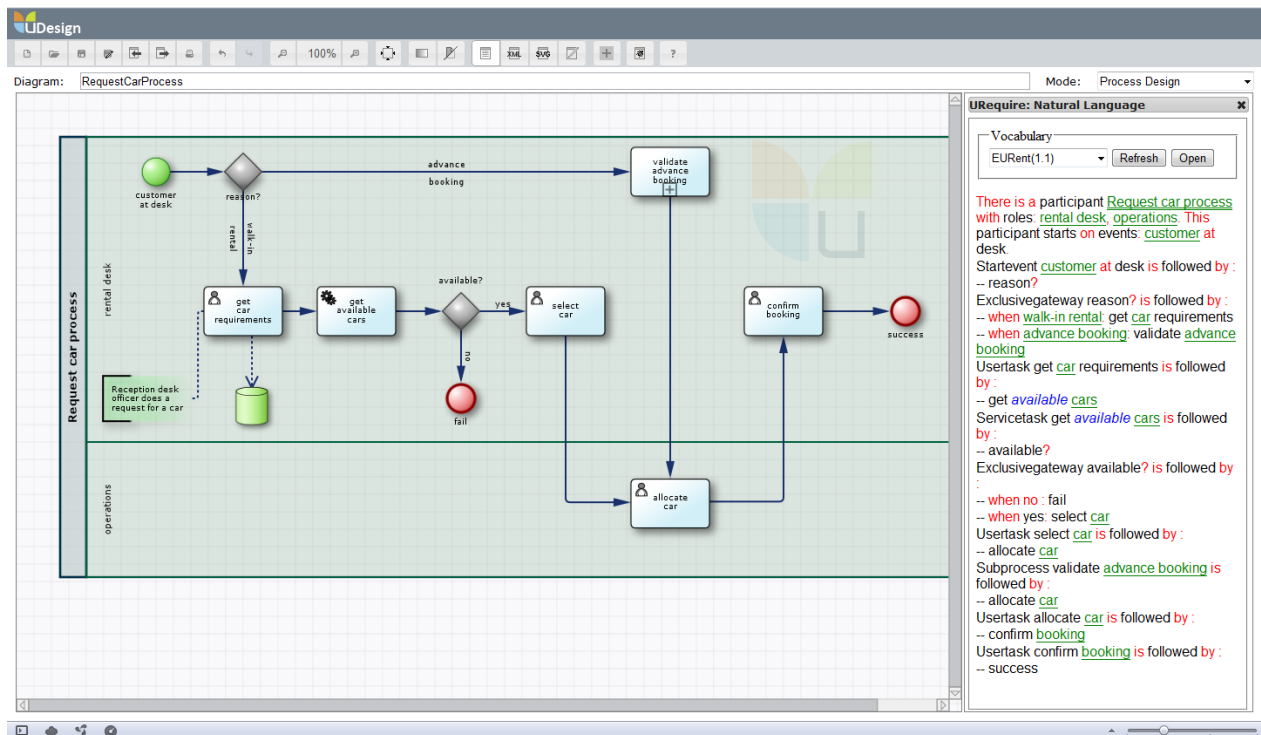 UDesign
100%
XML
SVG
?
Diagram:
RequestCarProcess
Mode:
Process Design
URequire: Natural Language
Vocabulary
EURent(1.1)
Refresh
Open
Request car process
rental desk
operations
customer
at desk
reason?
advance
booking
walk-in
rental
validate
advance
booking
get
car
requirements
get
available
cars
available?
yes
no
select
car
confirm
booking
success
fail
Reception desk
officer does a
request for a car
allocate
car
U
There is a participant Request car process
with roles: rental desk, operations. This
participant starts on events: customer at
desk.
Startevent customer at desk is followed by :
-- reason?
Exclusivegateway reason? is followed by :
-- when walk-in rental: get car requirements
-- when advance booking: validate advance
booking
Usertask get car requirements is followed
by :
-- get available cars
Servicetask get available cars is followed
by :
-- available?
Exclusivegateway available? is followed by
:
-- when no : fail
-- when yes: select car
Usertask select car is followed by :
-- allocate car
Subprocess validate advance booking is
followed by :
-- allocate car
Usertask allocate car is followed by :
-- confirm booking
Usertask confirm booking is followed by :
-- success